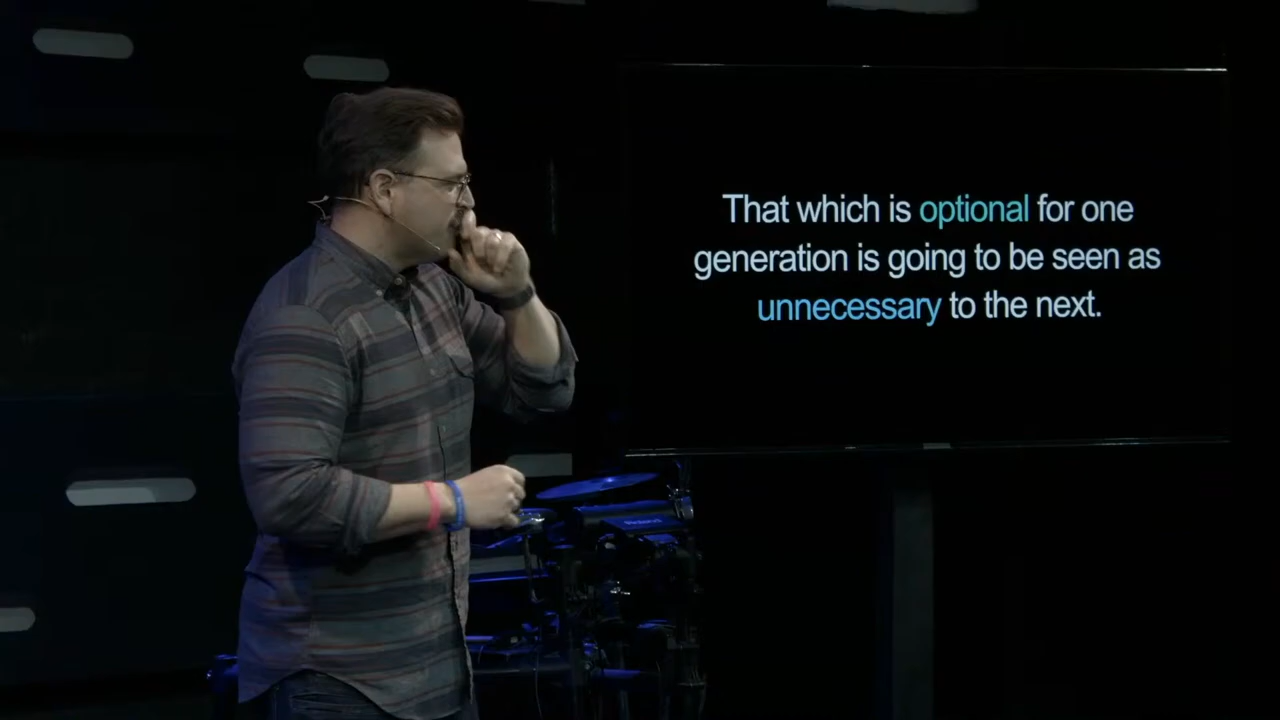 That which is optional for one
generation is going to be seen as
unnecessary to the next.